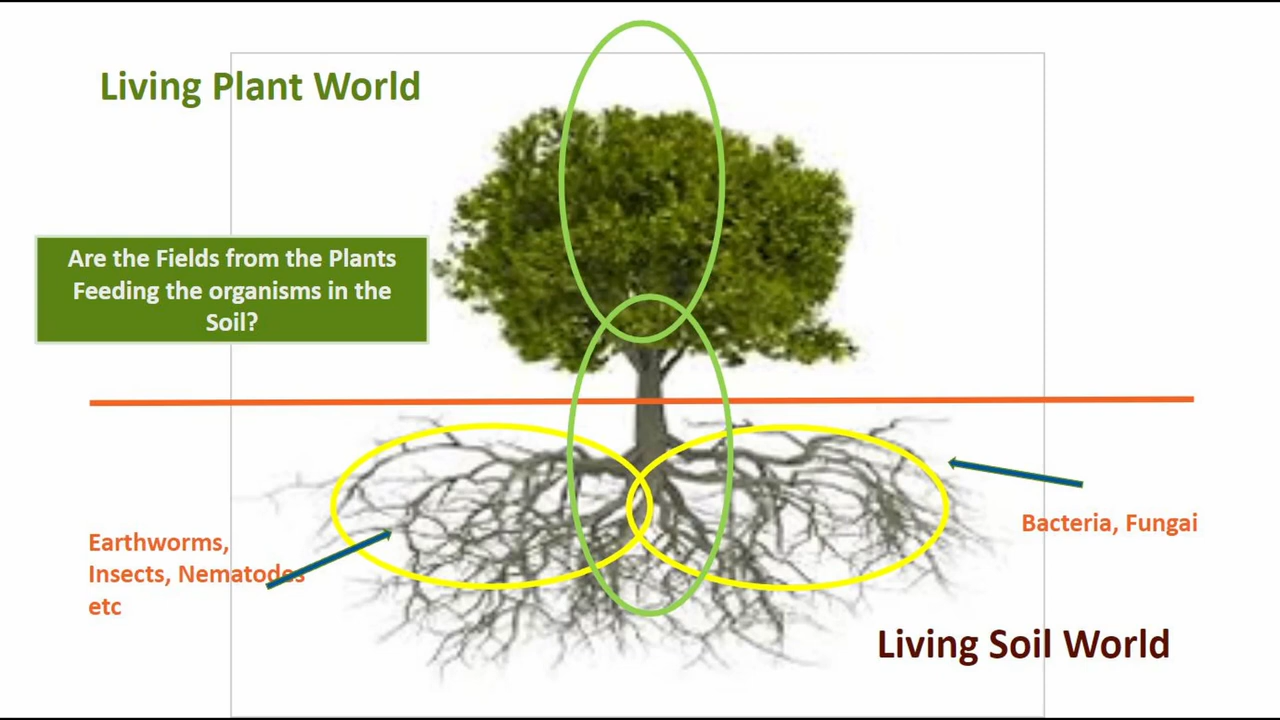 Living Plant World
Are the Fields from the Plants
Feeding the organisms in the
Soil?
Earthworms,
Insects, Nematodes
etc
Bacteria, Fungai
Living Soil World